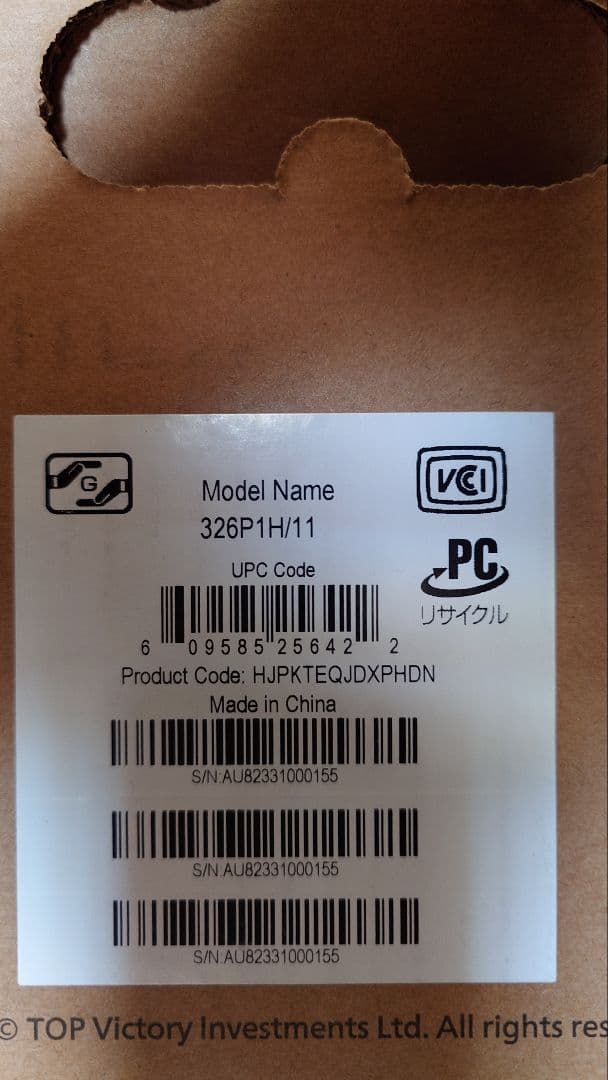 G
VCCI
Model Name
326P1H/11
PC
リサイクル
UPC Code
6 09585 25642 2
Product Code: HJPKTEQJDXPHDN
Made in China
S/N:AU82331000155
S/N:AU82331000155
S/N:AU82331000155
© TOP Victory Investments Ltd. All rights res